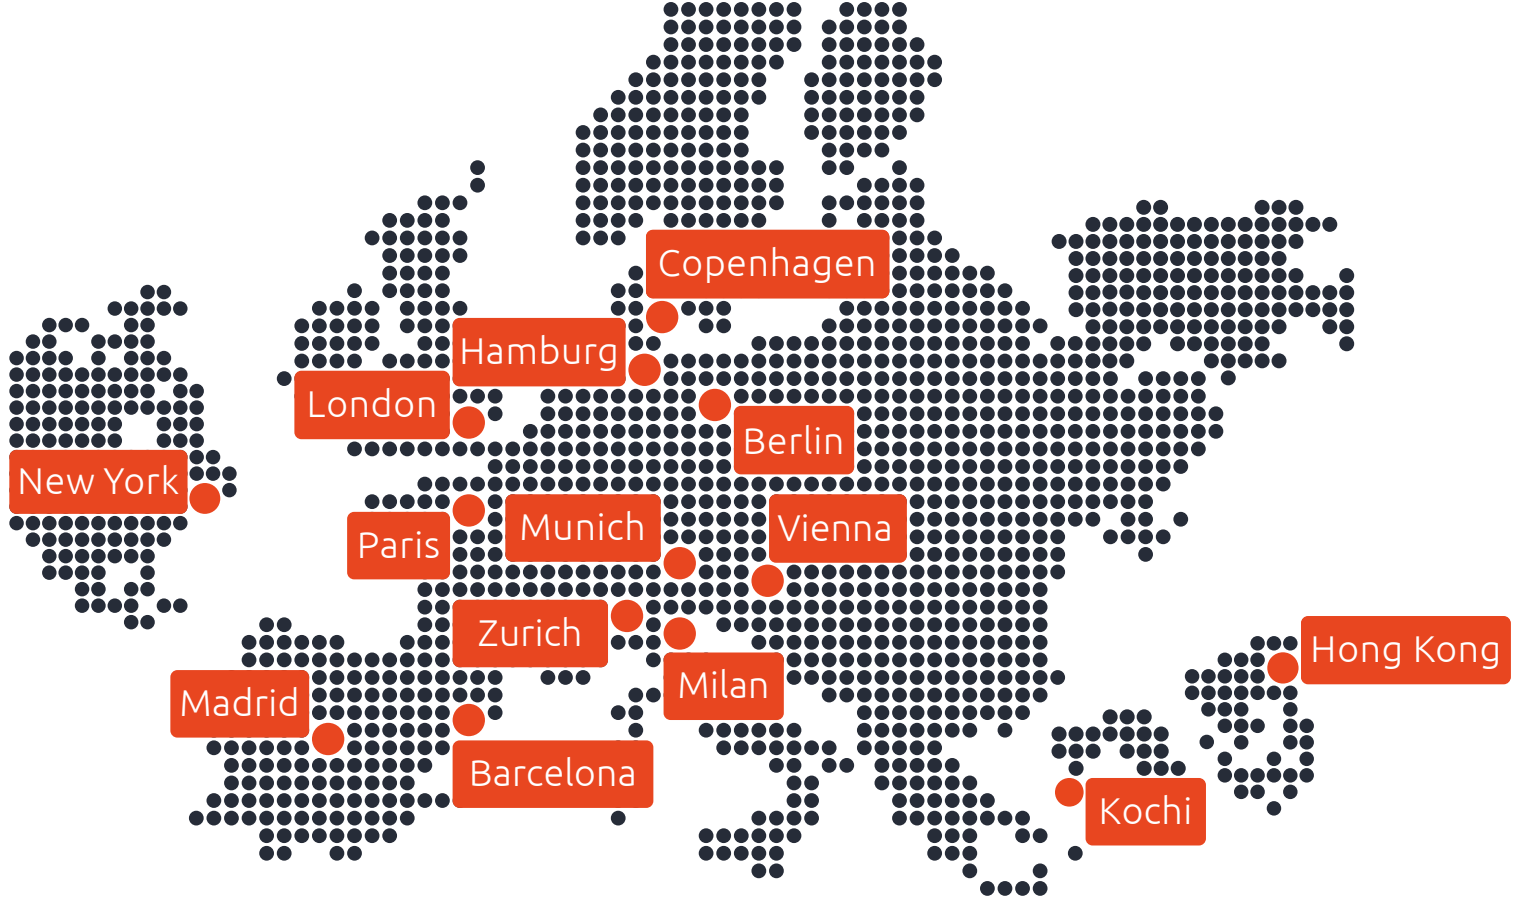 Copenhagen
Hamburg
London
Berlin
New York
Paris
Munich
Vienna
Zurich
Hong Kong
Madrid
Milan
Barcelona
Kochi